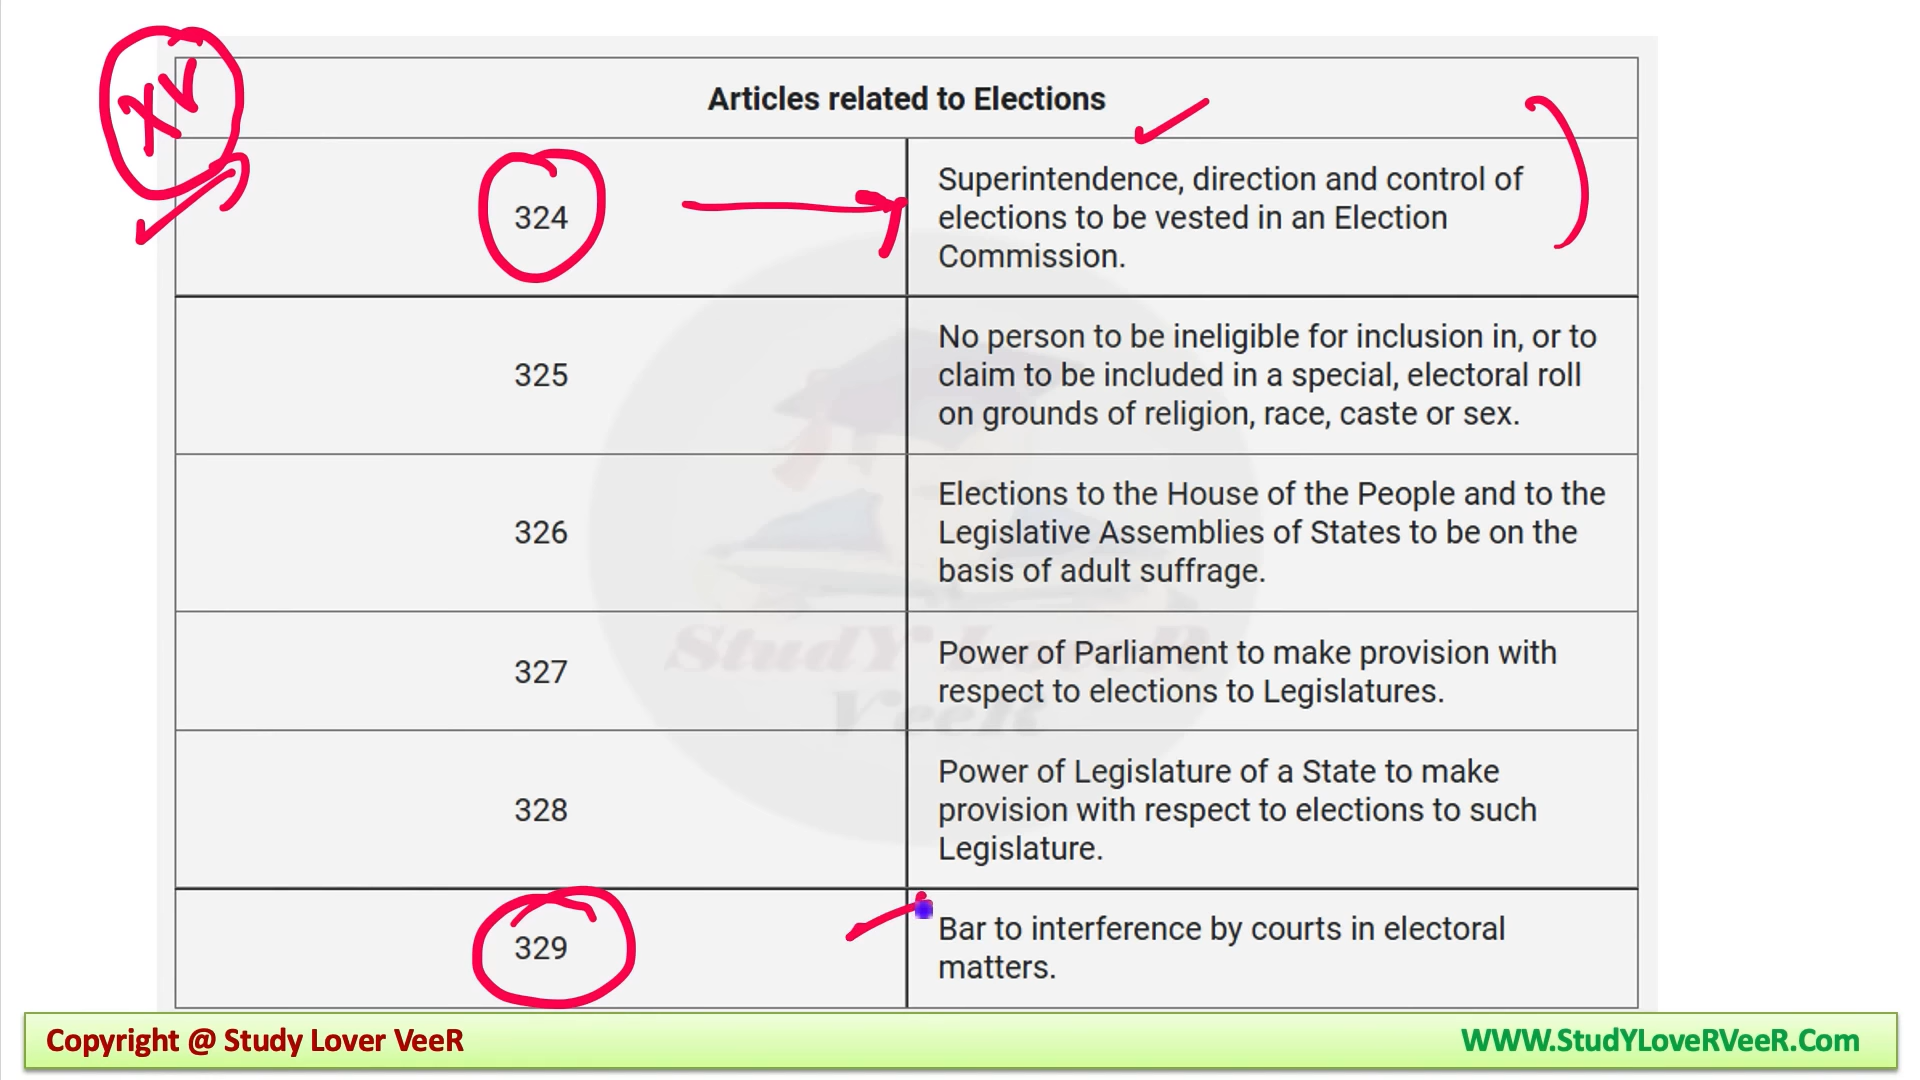 XV
Articles related to Elections
324
Superintendence, direction and control of
elections to be vested in an Election
Commission.
325
No person to be ineligible for inclusion in, or to
claim to be included in a special, electoral roll
on grounds of religion, race, caste or sex.
326
Elections to the House of the People and to the
Legislative Assemblies of States to be on the
basis of adult suffrage.
327
Power of Parliament to make provision with
respect to elections to Legislatures.
328
Power of Legislature of a State to make
provision with respect to elections to such
Legislature.
329
Bar to interference by courts in electoral
matters.
StudY LoveR
VeeR
Copyright @ Study Lover VeeR
WWW.StudYLoveRVeeR.Com